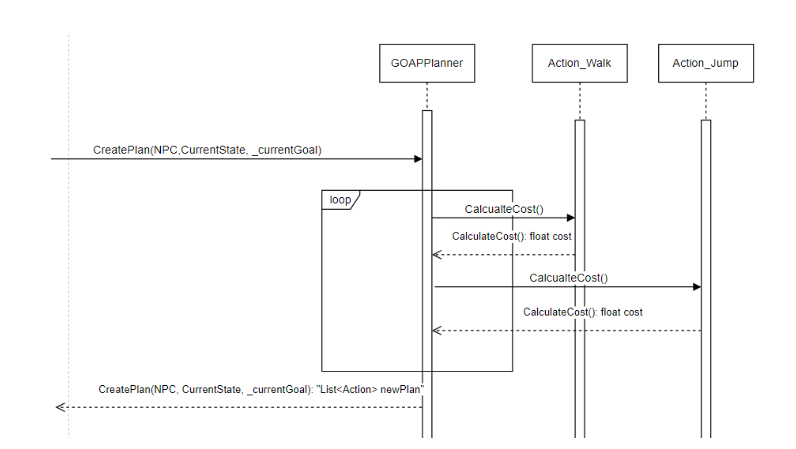 GOAPPlanner
Action_Walk
Action_Jump
CreatePlan(NPC,CurrentState, _currentGoal)
loop
CalcualteCost()
CalculateCost(): float cost
CalcualteCost()
CalculateCost(): float cost
CreatePlan(NPC, CurrentState, _currentGoal): "List<Action> newPlan"